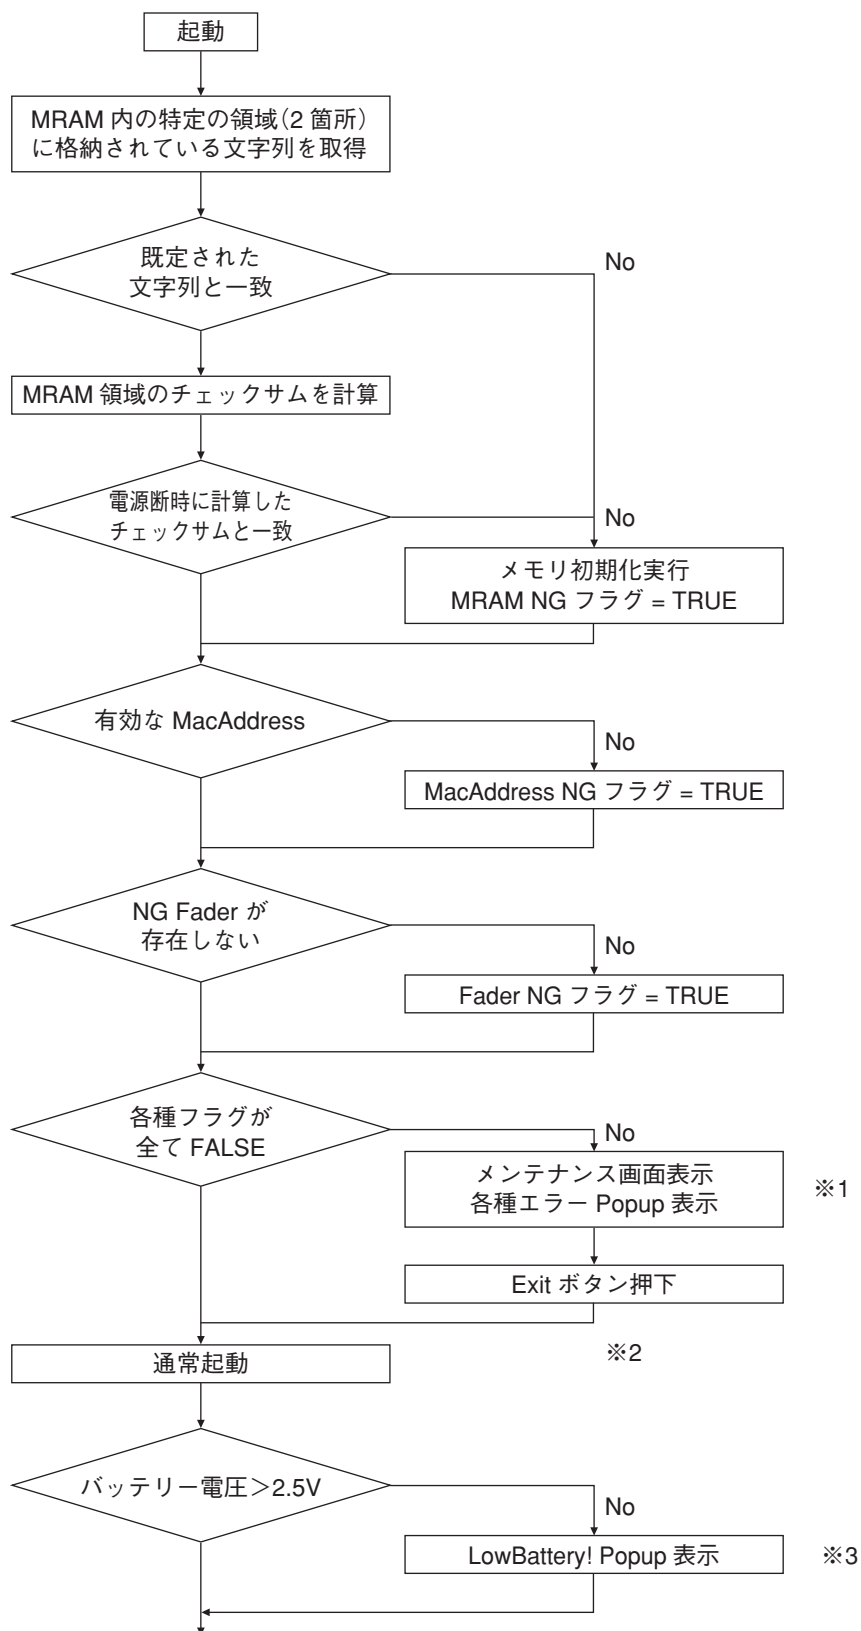 起動
MRAM 内の特定の領域(2 箇所)
に格納されている文字列を取得
既定された
文字列と一致
No
MRAM 領域のチェックサムを計算
電源断時に計算した
チェックサムと一致
No
メモリ初期化実行
MRAM NG フラグ = TRUE
有効な MacAddress
No
MacAddress NG フラグ = TRUE
NG Fader が
存在しない
No
Fader NG フラグ = TRUE
各種フラグが
全て FALSE
No
メンテナンス画面表示
各種エラー Popup 表示
※1
Exit ボタン押下
※2
通常起動
バッテリー電圧＞2.5V
No
LowBattery! Popup 表示
※3